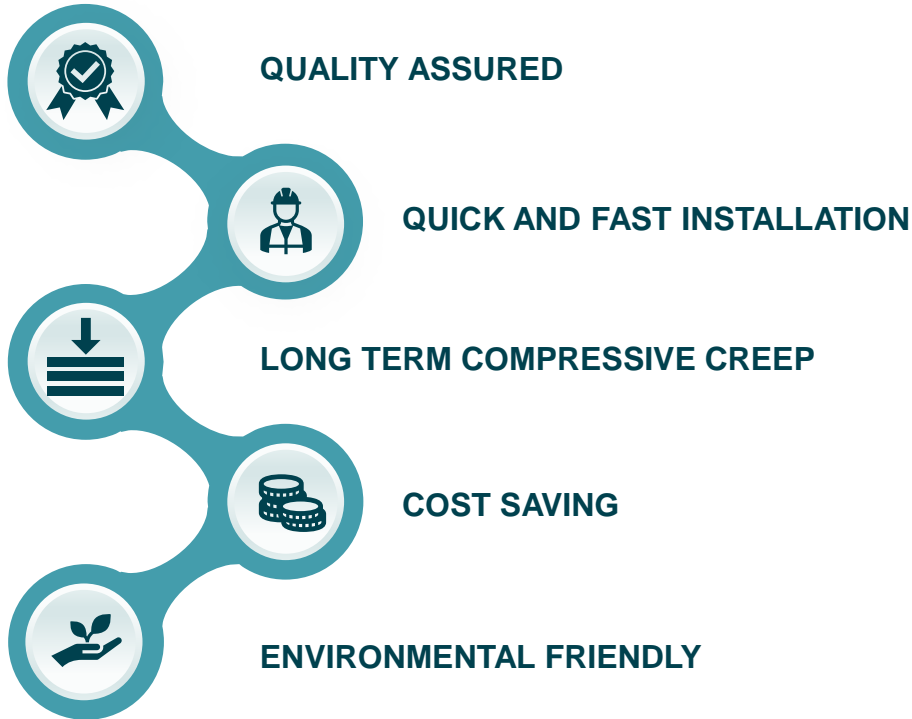 QUALITY ASSURED
QUICK AND FAST INSTALLATION
LONG TERM COMPRESSIVE CREEP
COST SAVING
ENVIRONMENTAL FRIENDLY